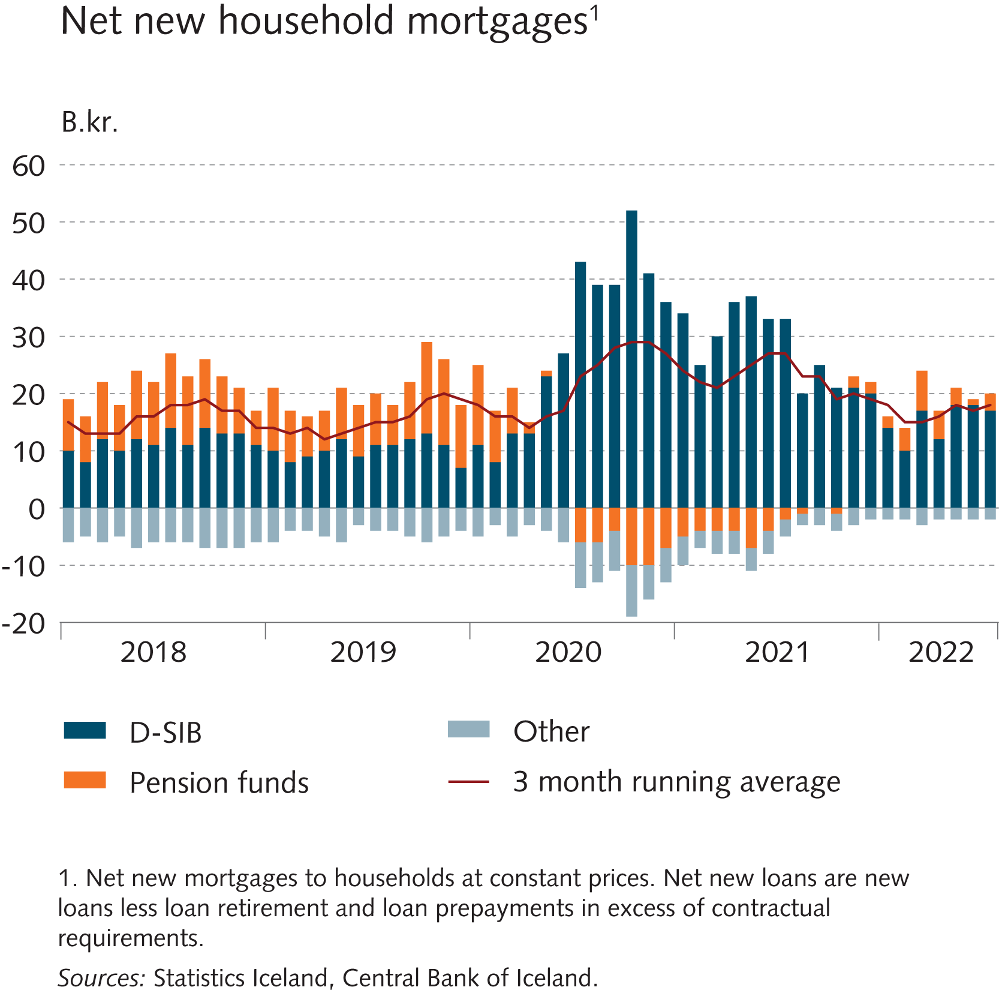 Net new household mortgages¹
B.kr.
60
50
40
30
20
10
0
-10
-20
2018 2019 2020 2021 2022
D-SIB
Other
Pension funds
3 month running average
1. Net new mortgages to households at constant prices. Net new loans are new
loans less loan retirement and loan prepayments in excess of contractual
requirements.
Sources: Statistics Iceland, Central Bank of Iceland.